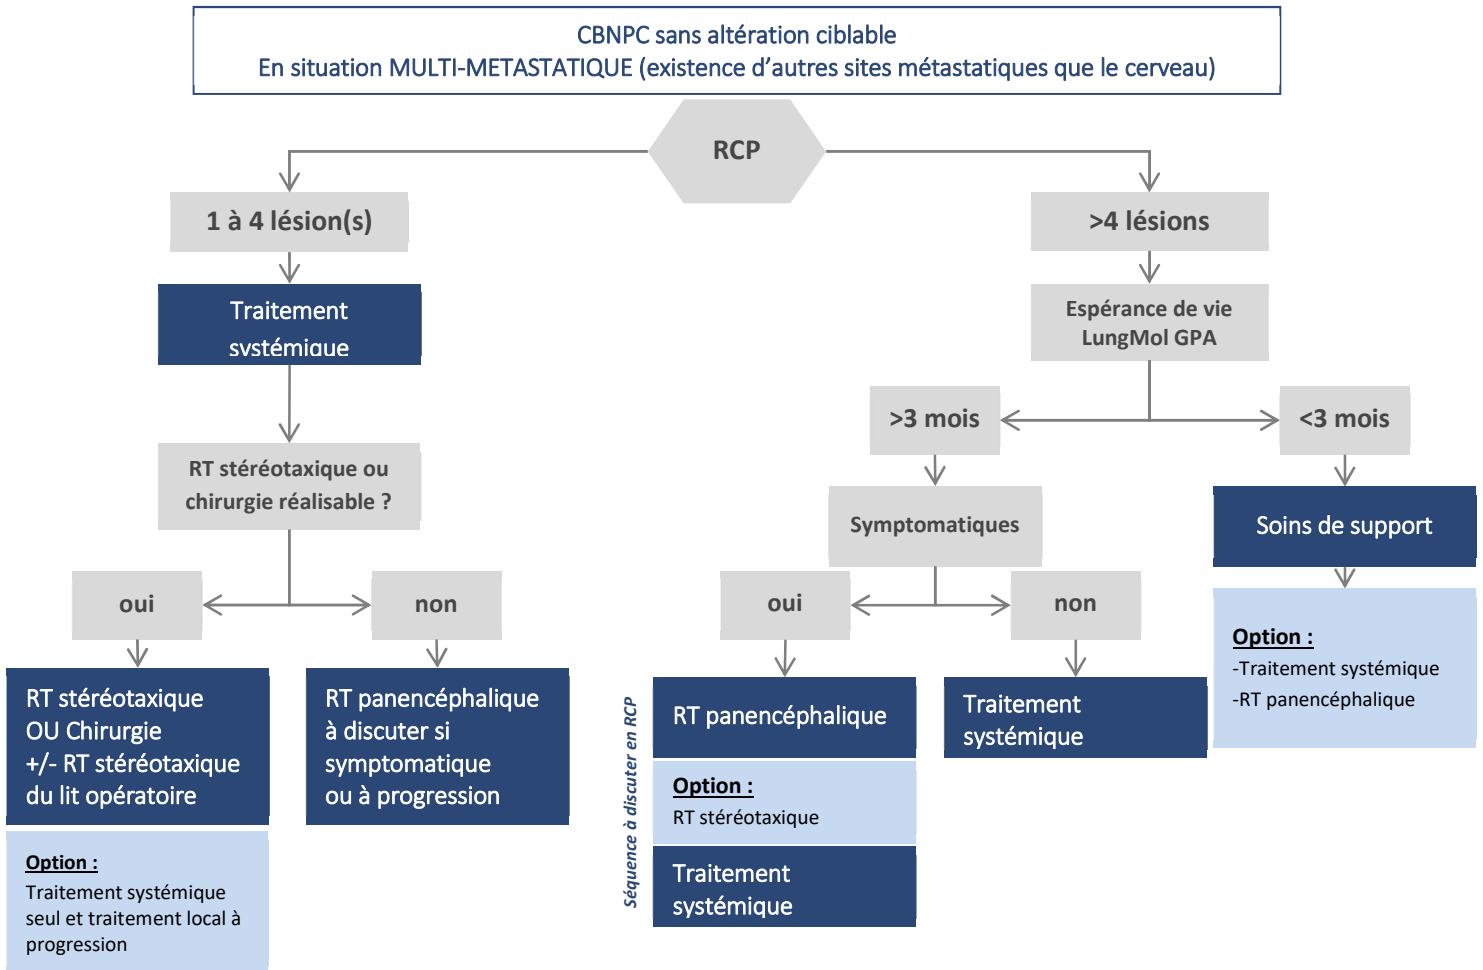 CBNPC sans altération ciblable
En situation MULTI-METASTATIQUE (existence d'autres sites métastatiques que le cerveau)
RCP
1 à 4 lésion(s)
Traitement
systémique
RT stéréotaxique ou
chirurgie réalisable ?
oui
non
RT stéréotaxique
OU Chirurgie
+/- RT stéréotaxique
du lit opératoire
Option :
Traitement systémique
seul et traitement local à
progression
RT panencéphalique
à discuter si
symptomatique
ou à progression
>4 lésions
Espérance de vie
LungMol GPA
>3 mois
<3 mois
Symptomatiques
oui
non
Séquence à discuter en RCP
RT panencéphalique
Option :
RT stéréotaxique
Traitement
systémique
Traitement
systémique
Soins de support
Option :
-Traitement systémique
-RT panencéphalique